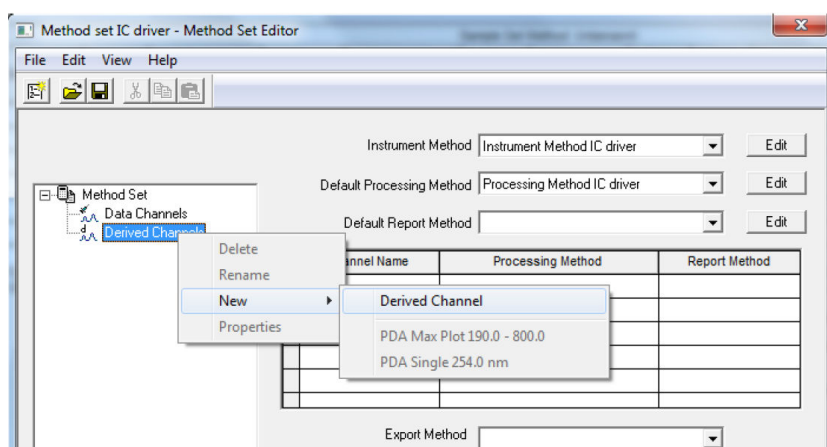 Method set IC driver - Method Set Editor
File Edit View Help
Instrument Method Instrument Method IC driver Edit
Default Processing Method Processing Method IC driver Edit
Default Report Method Edit
Method Set
Data Channels
Derived Channels
Delete
Rename
New
Properties
Derived Channel
PDA Max Plot 190.0 - 800.0
PDA Single 254.0 nm
annel Name Processing Method Report Method
Export Method